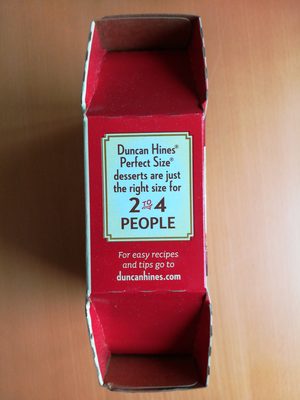 Duncan Hines®
Perfect Size®
desserts are just
the right size for
2 TO 4
PEOPLE
For easy recipes
and tips go to
duncanhines.com